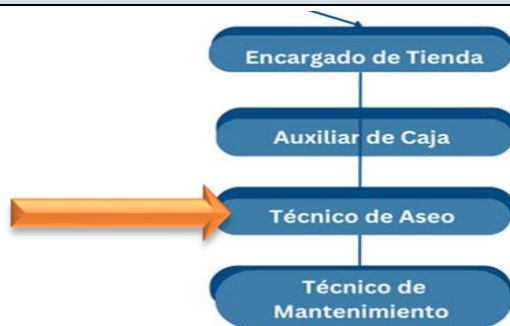 Encargado de Tienda
Auxiliar de Caja
Técnico de Aseo
Técnico de
Mantenimiento